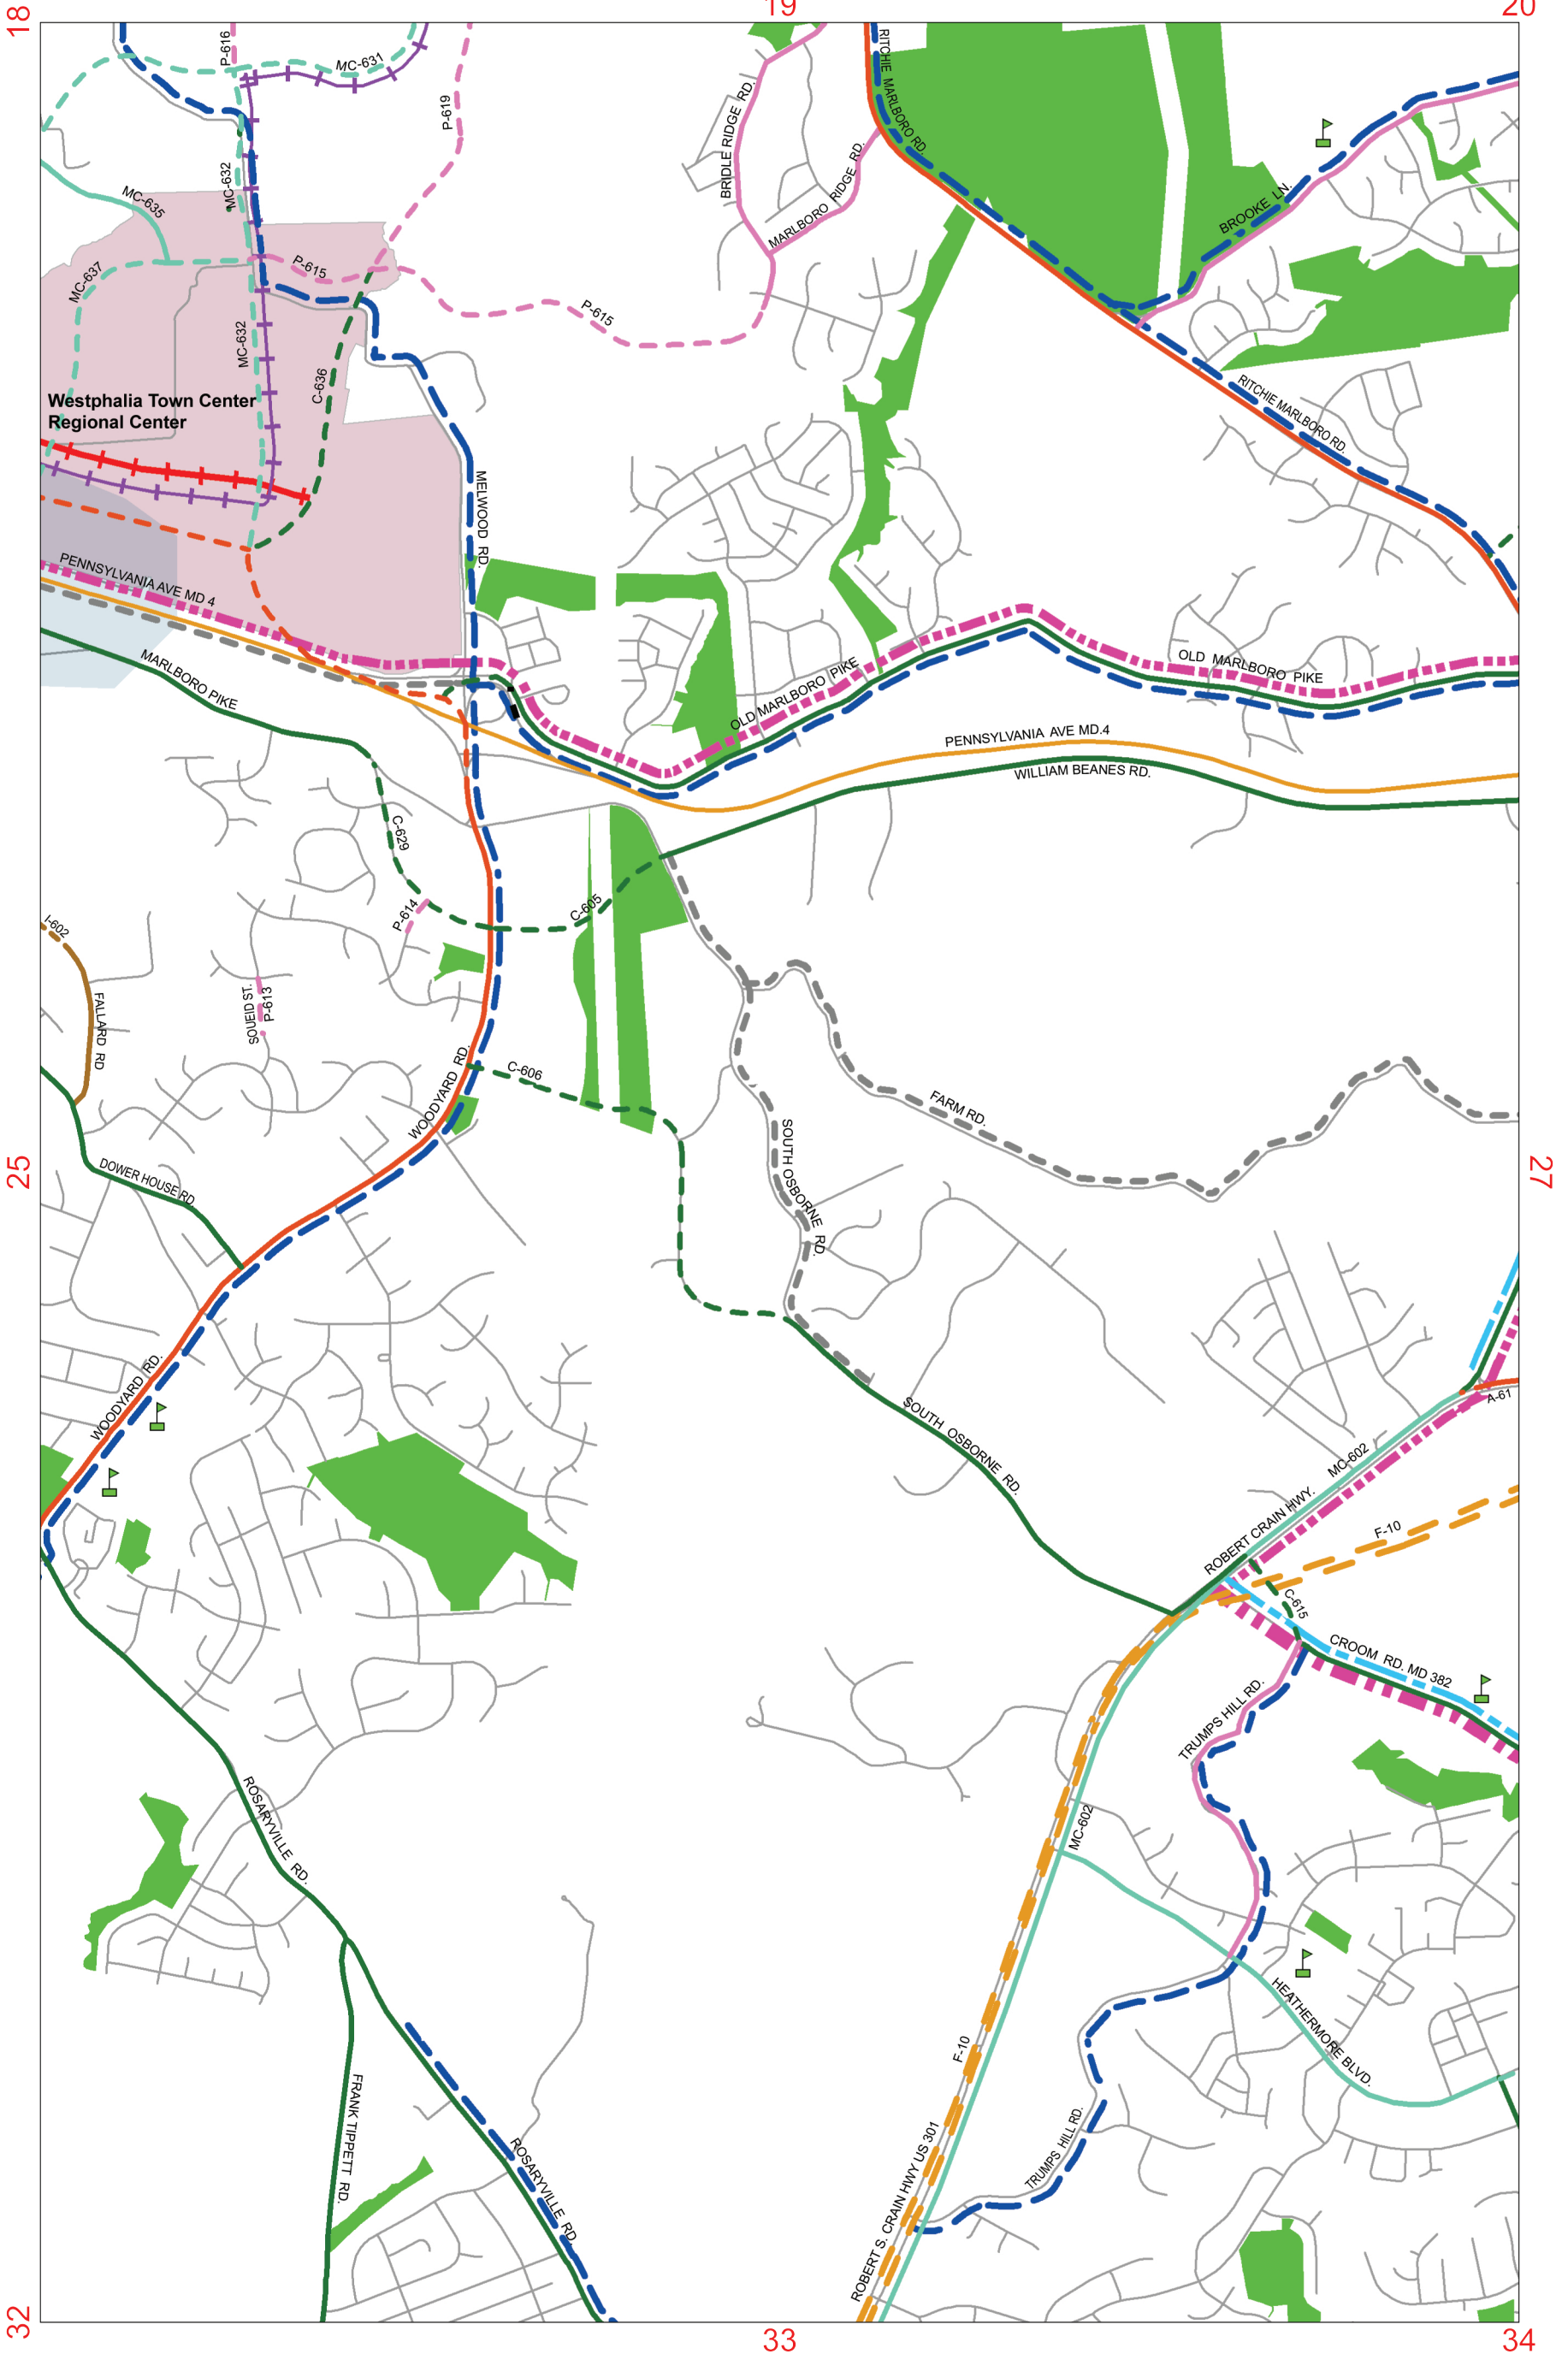 18
19
20
P-616
MC-631
P-619
BRIDLE RIDGE RD.
RITCHIE MARLBORO RD
MC-635
MC-632
MARLBORO RIDGE RD.
BROOKE LN.
MC-637
P-615
P-615
MC-632
C-636
Westphalia Town Center
Regional Center
RITCHIE MARLBORO RD.
MELWOOD RD.
PENNSYLVANIA AVE MD 4
MARLBORO PIKE
OLD MARLBORO PIKE
OLD MARLBORO PIKE
PENNSYLVANIA AVE MD.4
WILLIAM BEANES RD.
C-629
P-614
C-605
I-602
FALLARD RD
SOUEID ST.
P-613
WOODYARD RD.
C-606
FARM RD.
SOUTH OSBORNE RD.
25
27
DOWER HOUSE RD.
WOODYARD RD.
SOUTH OSBORNE RD.
A-61
MC-602
ROBERT CRAIN HWY.
F-10
C-615
CROOM RD. MD 382
TRUMPS HILL RD.
ROSARYVILLE RD.
MC-602
HEATHERMORE BLVD.
F-10
FRANK TIPPETT RD.
ROSARYVILLE RD.
TRUMPS HILL RD.
ROBERT S. CRAIN HWY US 301
32
33
34